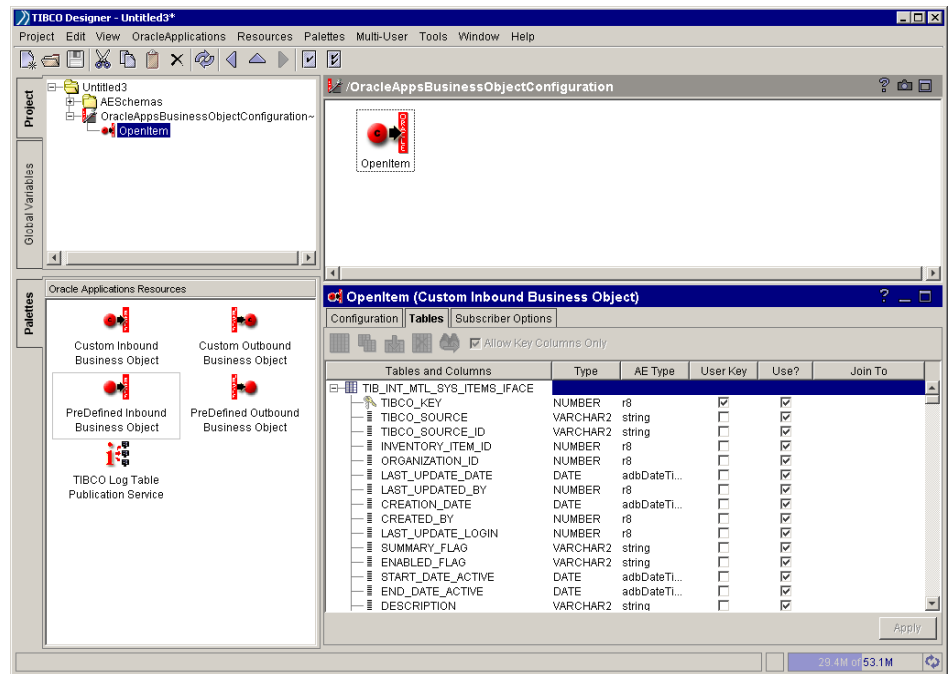 TIBCO Designer - Untitled3*
Project Edit View OracleApplications Resources Palettes Multi-User Tools Window Help
Project
Global Variables
Untitled3
AESchemas
OracleAppsBusinessObjectConfiguration~
OpenItem
/OracleAppsBusinessObjectConfiguration
?
C
ORACLE
OpenItem
Palettes
Oracle Applications Resources
Custom Inbound
Business Object
Custom Outbound
Business Object
PreDefined Inbound
Business Object
PreDefined Outbound
Business Object
TIBCO Log Table
Publication Service
OpenItem (Custom Inbound Business Object)
?
Configuration Tables Subscriber Options
Allow Key Columns Only
Tables and Columns Type AE Type User Key Use? Join To
TIB_INT_MTL_SYS_ITEMS_IFACE
TIBCO_KEY NUMBER r8
TIBCO_SOURCE VARCHAR2 string
TIBCO_SOURCE_ID VARCHAR2 string
INVENTORY_ITEM_ID NUMBER r8
ORGANIZATION_ID NUMBER r8
LAST_UPDATE_DATE DATE adbDateTi...
LAST_UPDATED_BY NUMBER r8
CREATION_DATE DATE adbDateTi...
CREATED_BY NUMBER r8
LAST_UPDATE_LOGIN NUMBER r8
SUMMARY_FLAG VARCHAR2 string
ENABLED_FLAG VARCHAR2 string
START_DATE_ACTIVE DATE adbDateTi...
END_DATE_ACTIVE DATE adbDateTi...
DESCRIPTION VARCHAR2 string
Apply
29.4M of 53.1M